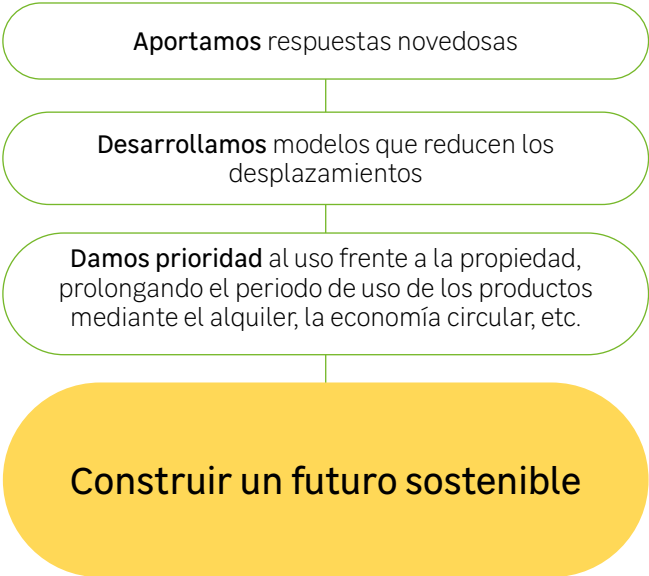 Aportamos respuestas novedosas
Desarrollamos modelos que reducen los
desplazamientos
Damos prioridad al uso frente a la propiedad,
prolongando el periodo de uso de los productos
mediante el alquiler, la economía circular, etc.
Construir un futuro sostenible